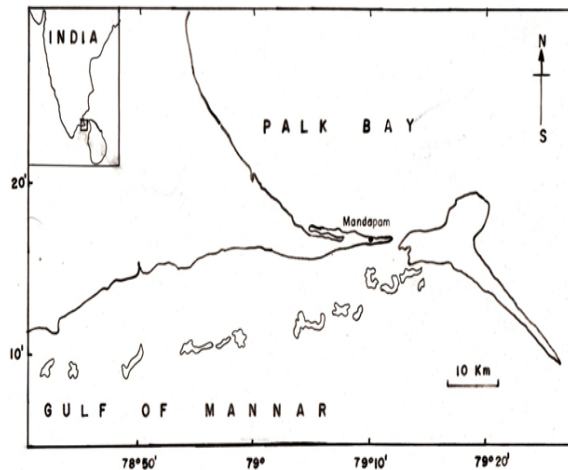 INDIA
N
S
PALK BAY
20'
Mandapam
10'
10 Km
GULF OF MANNAR
78°50'
79°
79°10'
79°20'